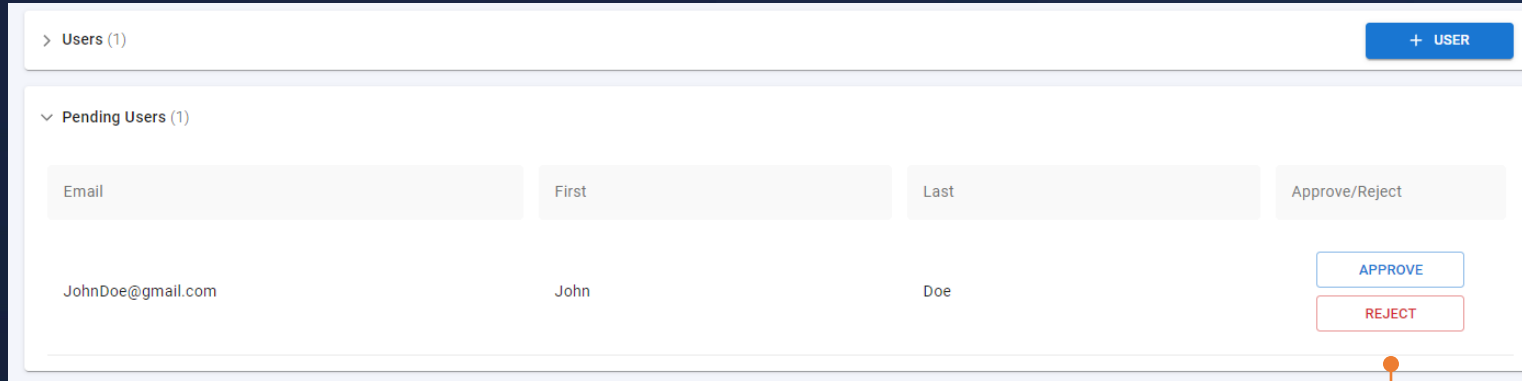 Users (1)
+ USER
Pending Users (1)
Email First Last Approve/Reject
JohnDoe@gmail.com John Doe
APPROVE
REJECT